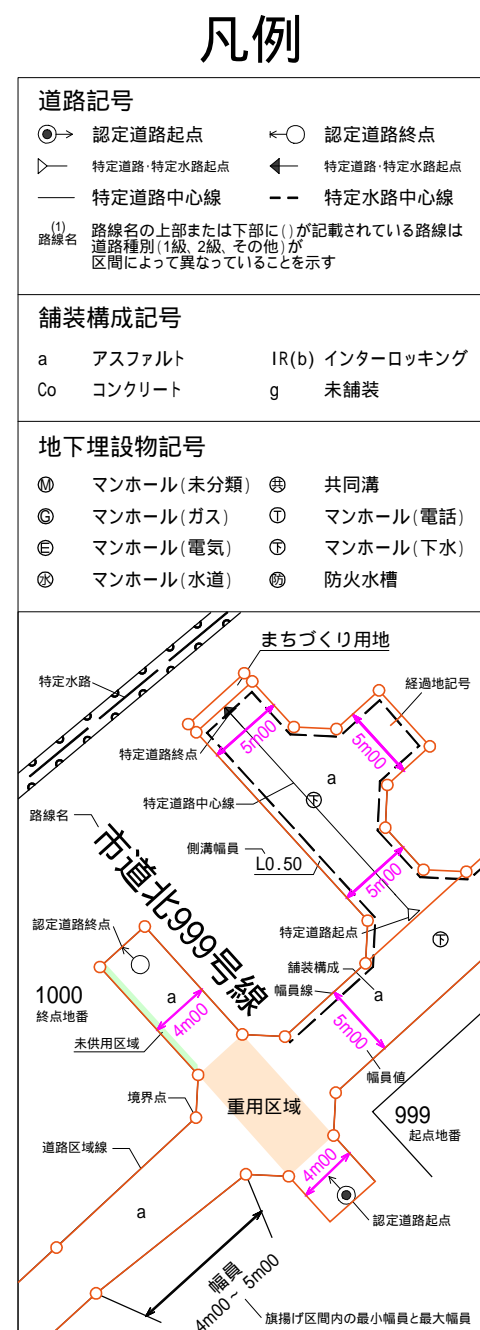 凡例
道路記号
認定道路起点 認定道路終点
特定道路・特定水路起点 特定道路・特定水路起点
特定道路中心線 特定水路中心線
(1)
路線名
路線名の上部または下部に()が記載されている路線は
道路種別(1級、2級、その他)が
区間によって異なっていることを示す
舗装構成記号
a アスファルト IR(b) インターロッキング
Co コンクリート g 未舗装
地下埋設物記号
Ⓜ マンホール(未分類) 共 共同溝
Ⓖ マンホール(ガス) Ⓣ マンホール(電話)
Ⓔ マンホール(電気) ㊦ マンホール(下水)
㊌ マンホール(水道) 防 防火水槽
まちづくり用地
特定水路
経過地記号
5m00
5m00
特定道路終点
a
特定道路中心線
㊦
路線名
側溝幅員
L0.50
5m00
市道北999号線
認定道路終点
特定道路起点
㊦
舗装構成
幅員線
a
a
1000
終点地番
4m00
5m00
未供用区域
幅員値
境界点
重用区域
999
起点地番
道路区域線
4m00
a
認定道路起点
幅員
4m00~5m00
旗揚げ区間内の最小幅員と最大幅員